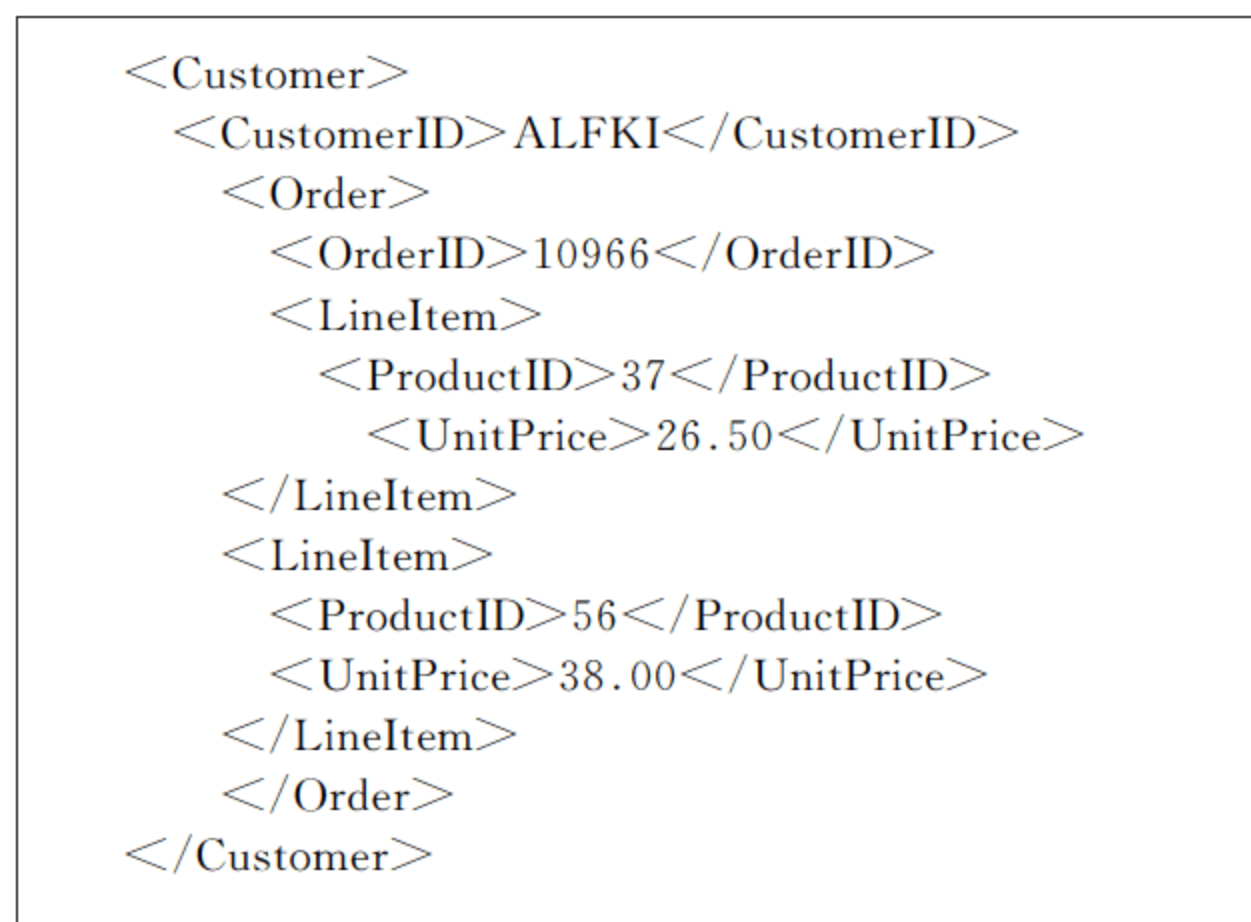 <Customer>
<CustomerID>ALFKI</CustomerID>
<Order>
<OrderID>10966</OrderID>
<LineItem>
<ProductID>37</ProductID>
<UnitPrice>26.50</UnitPrice>
</LineItem>
<LineItem>
<ProductID>56</ProductID>
<UnitPrice>38.00</UnitPrice>
</LineItem>
</Order>
</Customer>